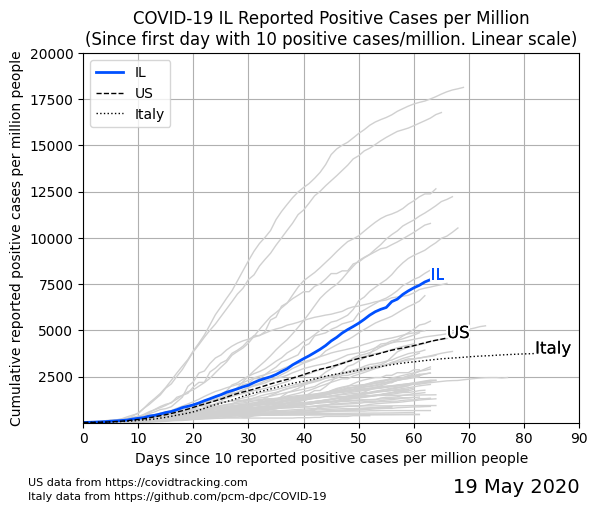 COVID-19 IL Reported Positive Cases per Million
(Since first day with 10 positive cases/million. Linear scale)
Cumulative reported positive cases per million people
20000
17500
15000
12500
10000
7500
5000
2500
IL
US
Italy
IL
US
Italy
0 10 20 30 40 50 60 70 80 90
Days since 10 reported positive cases per million people
US data from https://covidtracking.com
Italy data from https://github.com/pcm-dpc/COVID-19
19 May 2020